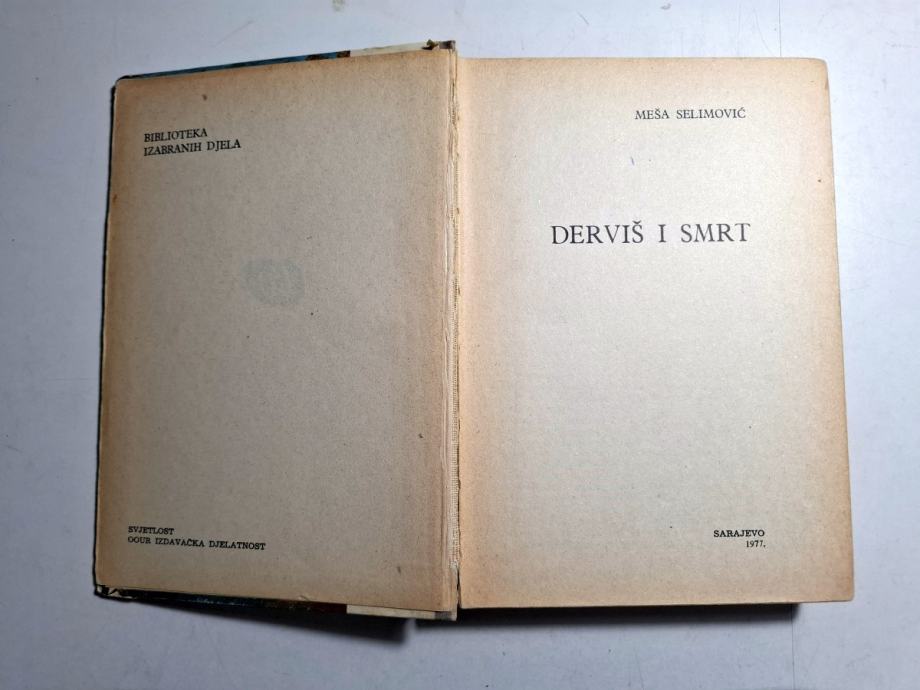 BIBLIOTEKA
IZABRANIH DJELA
SVJETLOST
OOUR IZDAVAČKA DJELATNOST
MEŠA SELIMOVIĆ
DERVIŠ I SMRT
SARAJEVO
1977.